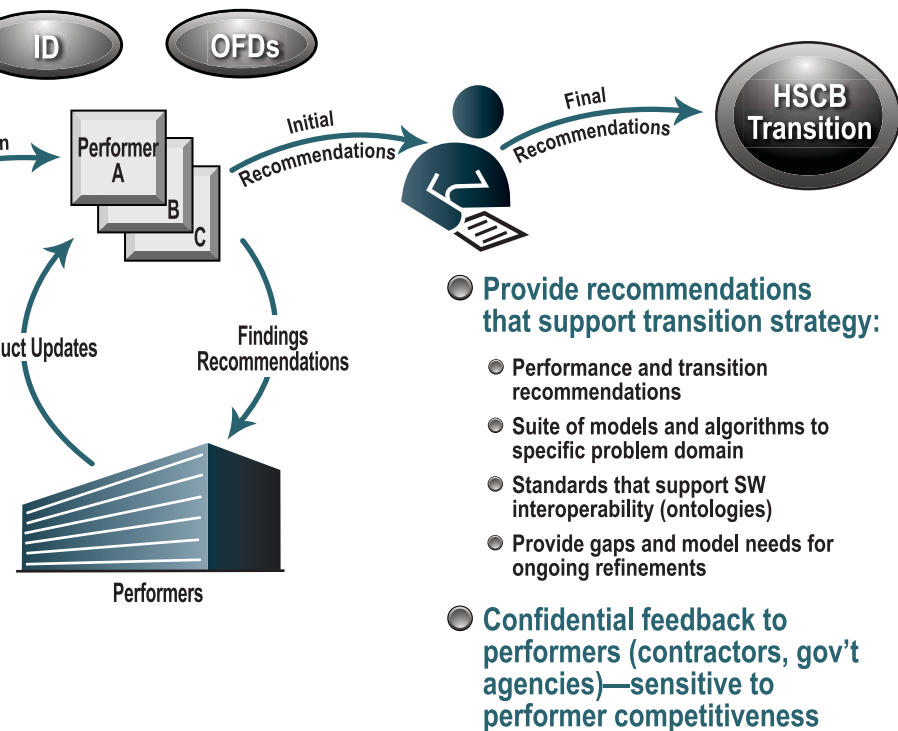 ID
OFDs
n
Performer
A
B
C
Initial
Recommendations
Final
Recommendations
HSCB
Transition
uct Updates
Findings
Recommendations
Performers
Provide recommendations
that support transition strategy:
Performance and transition
recommendations
Suite of models and algorithms to
specific problem domain
Standards that support SW
interoperability (ontologies)
Provide gaps and model needs for
ongoing refinements
Confidential feedback to
performers (contractors, gov’t
agencies)—sensitive to
performer competitiveness